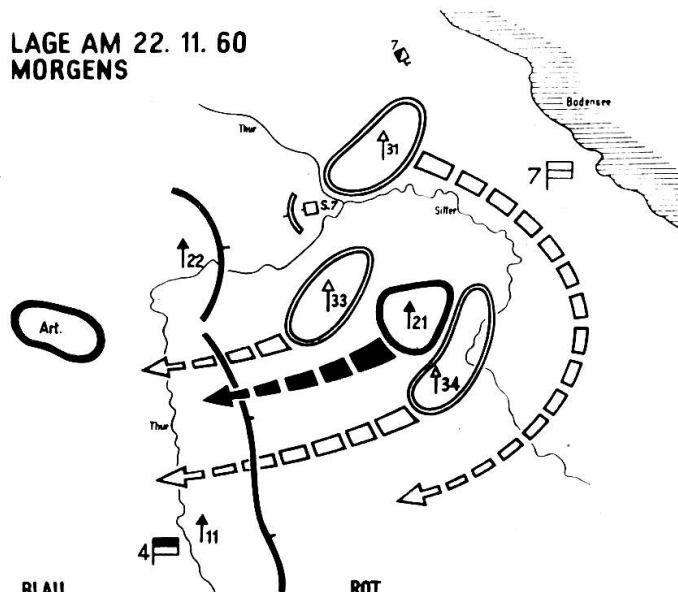 LAGE AM 22. 11. 60
MORGENS
7
Bodensee
Thur
31
7
S.7
Sitter
22
33
21
Art.
34
Thur
11
4
BLAU
ROT